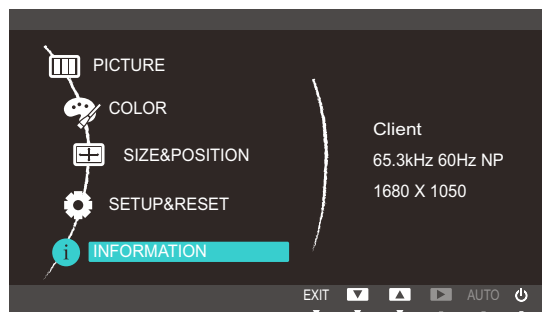 PICTURE
COLOR
SIZE&POSITION
SETUP&RESET
INFORMATION
Client
65.3kHz 60Hz NP
1680 X 1050
EXIT AUTO